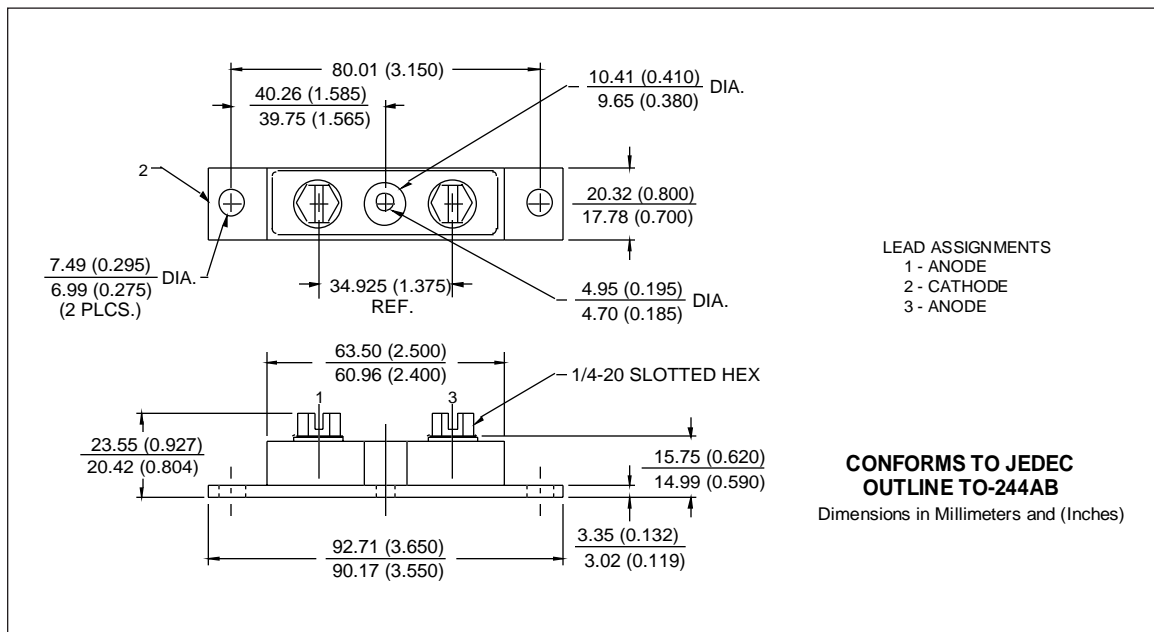 80.01 (3.150)
40.26 (1.585)
39.75 (1.565)
10.41 (0.410)
9.65 (0.380)
DIA.
2
20.32 (0.800)
17.78 (0.700)
7.49 (0.295)
6.99 (0.275)
DIA.
(2 PLCS.)
34.925 (1.375)
REF.
4.95 (0.195)
4.70 (0.185)
DIA.
LEAD ASSIGNMENTS
1 - ANODE
2 - CATHODE
3 - ANODE
63.50 (2.500)
60.96 (2.400)
1/4-20 SLOTTED HEX
1
3
23.55 (0.927)
20.42 (0.804)
15.75 (0.620)
14.99 (0.590)
3.35 (0.132)
3.02 (0.119)
92.71 (3.650)
90.17 (3.550)
CONFORMS TO JEDEC
OUTLINE TO-244AB
Dimensions in Millimeters and (Inches)